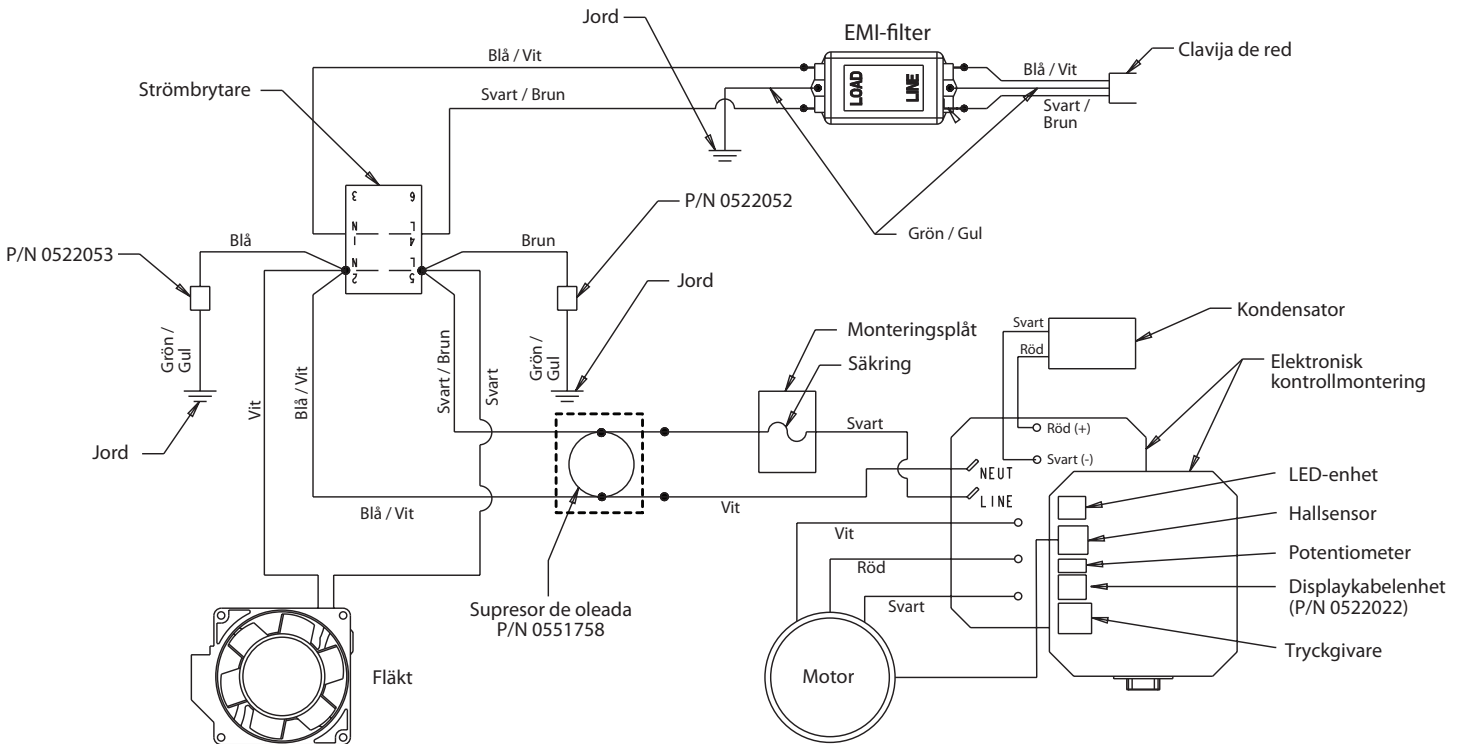 Jord
EMI-filter
Clavija de red
Blå / Vit
Blå / Vit
Strömbrytare
LOAD
LINE
Svart / Brun
Svart /
Brun
3
6
P/N 0522052
N
1
L
4
Grön / Gul
Blå
Brun
P/N 0522053
N
2
L
5
Jord
Kondensator
Svart
Monteringsplåt
Röd
Grön /
Gul
Säkring
Elektronisk
kontrollmontering
Vit
Blå / Vit
Svart / Brun
Svart
Grön /
Gul
Svart
Röd (+)
Jord
Svart (-)
NEUT
LED-enhet
LINE
Blå / Vit
Vit
Hallsensor
Vit
Potentiometer
Röd
Displaykabelenhet
(P/N 0522022)
Svart
Supresor de oleada
P/N 0551758
Tryckgivare
Fläkt
Motor